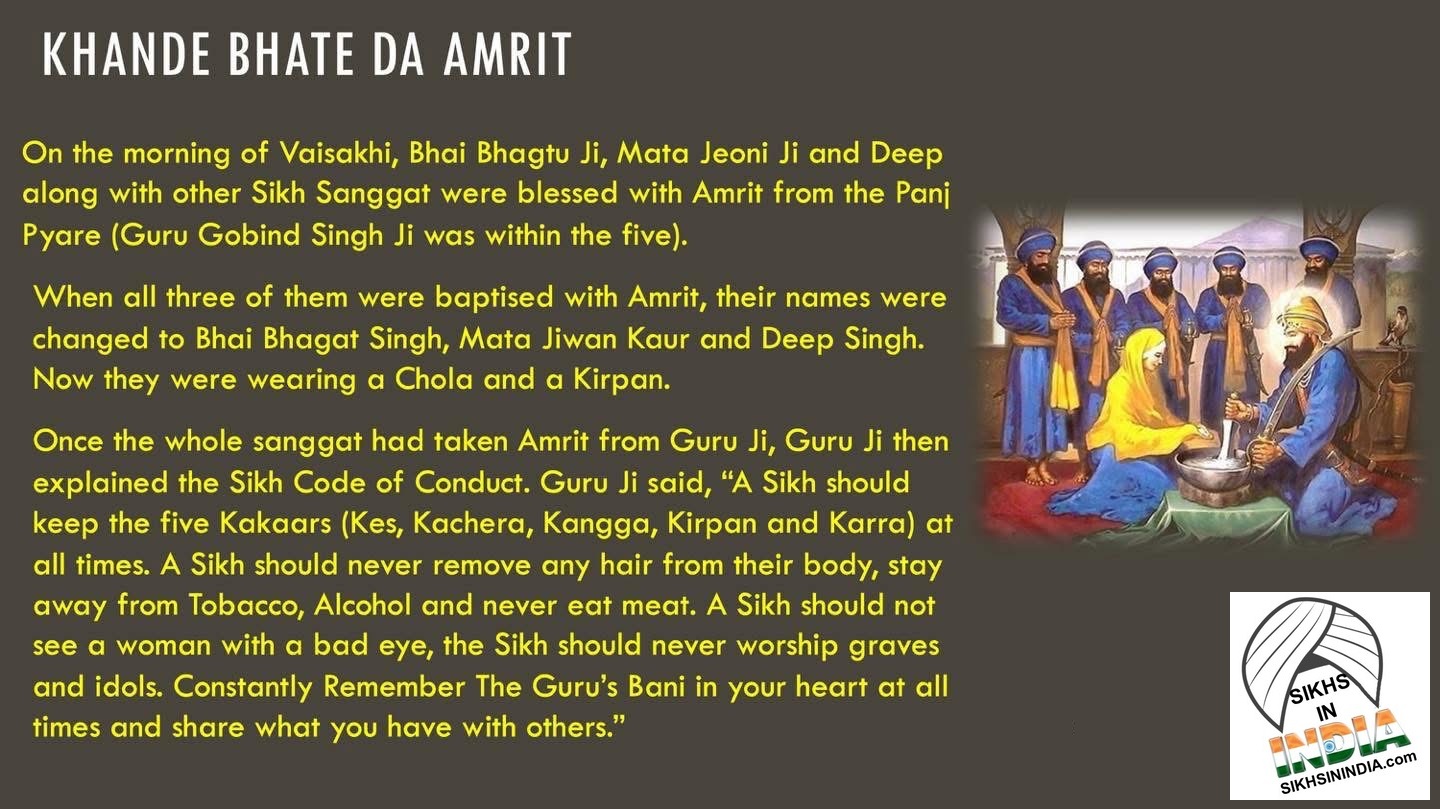 KHANDE BHATE DA AMRIT
On the morning of Vaisakhi, Bhai Bhagtu Ji, Mata Jeoni Ji and Deep
along with other Sikh Sanggat were blessed with Amrit from the Panj
Pyare (Guru Gobind Singh Ji was within the five).
When all three of them were baptised with Amrit, their names were
changed to Bhai Bhagat Singh, Mata Jiwan Kaur and Deep Singh.
Now they were wearing a Chola and a Kirpan.
Once the whole sanggat had taken Amrit from Guru Ji, Guru Ji then
explained the Sikh Code of Conduct. Guru Ji said, “A Sikh should
keep the five Kakaars (Kes, Kachera, Kangga, Kirpan and Karra) at
all times. A Sikh should never remove any hair from their body, stay
away from Tobacco, Alcohol and never eat meat. A Sikh should not
see a woman with a bad eye, the Sikh should never worship graves
and idols. Constantly Remember The Guru’s Bani in your heart at all
times and share what you have with others.”
SIKHS
IN
INDIA
SIKHSININDIA.com